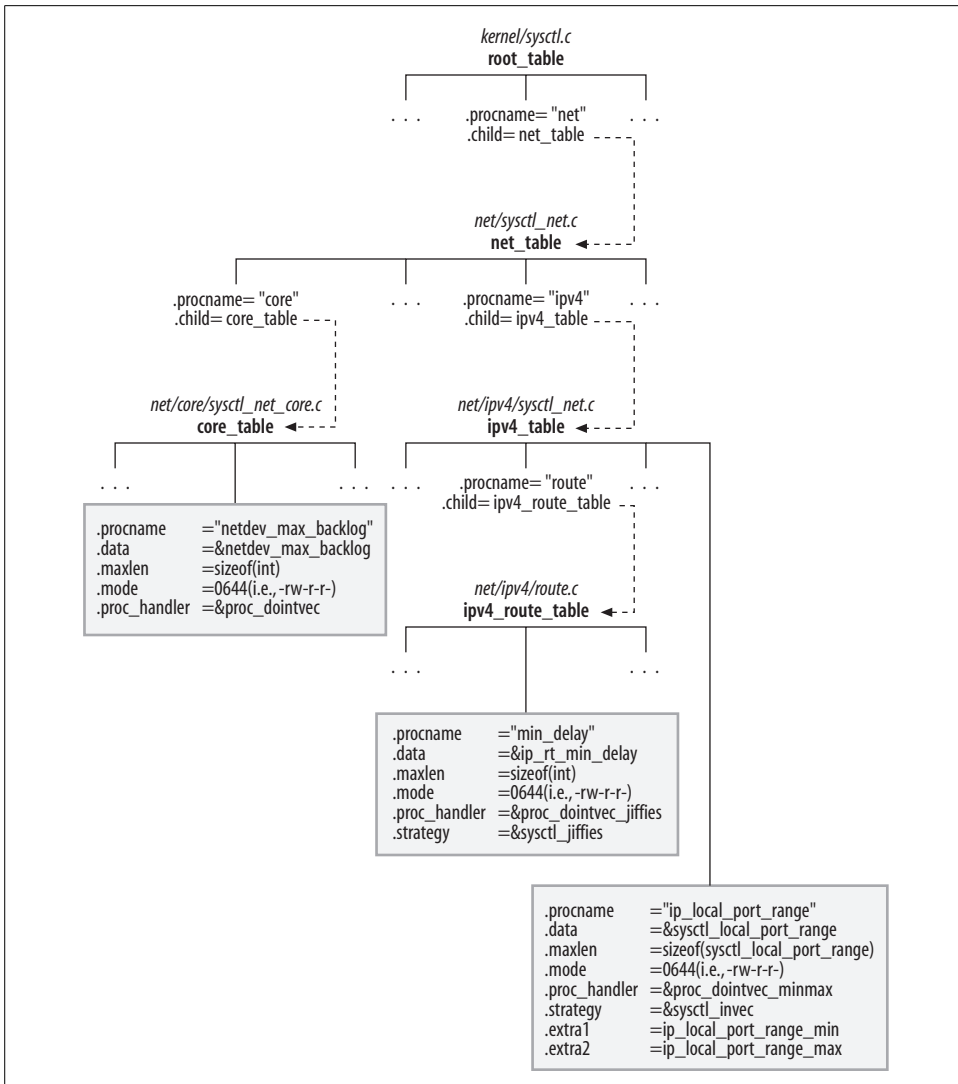 kernel/sysctl.c
root_table
. . .
.procname= "net"
.child= net_table
. . .
net/sysctl_net.c
net_table
.procname= "core"
.child= core_table
. . .
.procname= "ipv4"
.child= ipv4_table
. . .
net/core/sysctl_net_core.c
core_table
net/ipv4/sysctl_net.c
ipv4_table
. . .
. . .
. . .
.procname= "route"
.child= ipv4_route_table
. . .
.procname ="netdev_max_backlog"
.data =&netdev_max_backlog
.maxlen =sizeof(int)
.mode =0644(i.e.,-rw-r-r-)
.proc_handler =&proc_dointvec
net/ipv4/route.c
ipv4_route_table
. . .
. . .
.procname ="min_delay"
.data =&ip_rt_min_delay
.maxlen =sizeof(int)
.mode =0644(i.e.,-rw-r-r-)
.proc_handler =&proc_dointvec_jiffies
.strategy =&sysctl_jiffies
.procname ="ip_local_port_range"
.data =&sysctl_local_port_range
.maxlen =sizeof(sysctl_local_port_range)
.mode =0644(i.e.,-rw-r-r-)
.proc_handler =&proc_dointvec_minmax
.strategy =&sysctl_invec
.extra1 =ip_local_port_range_min
.extra2 =ip_local_port_range_max